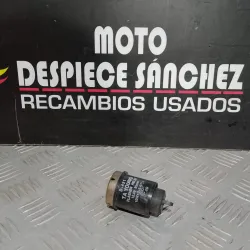 MOTO
DESPIECE SÁNCHEZ
RECAMBIOS USADOS